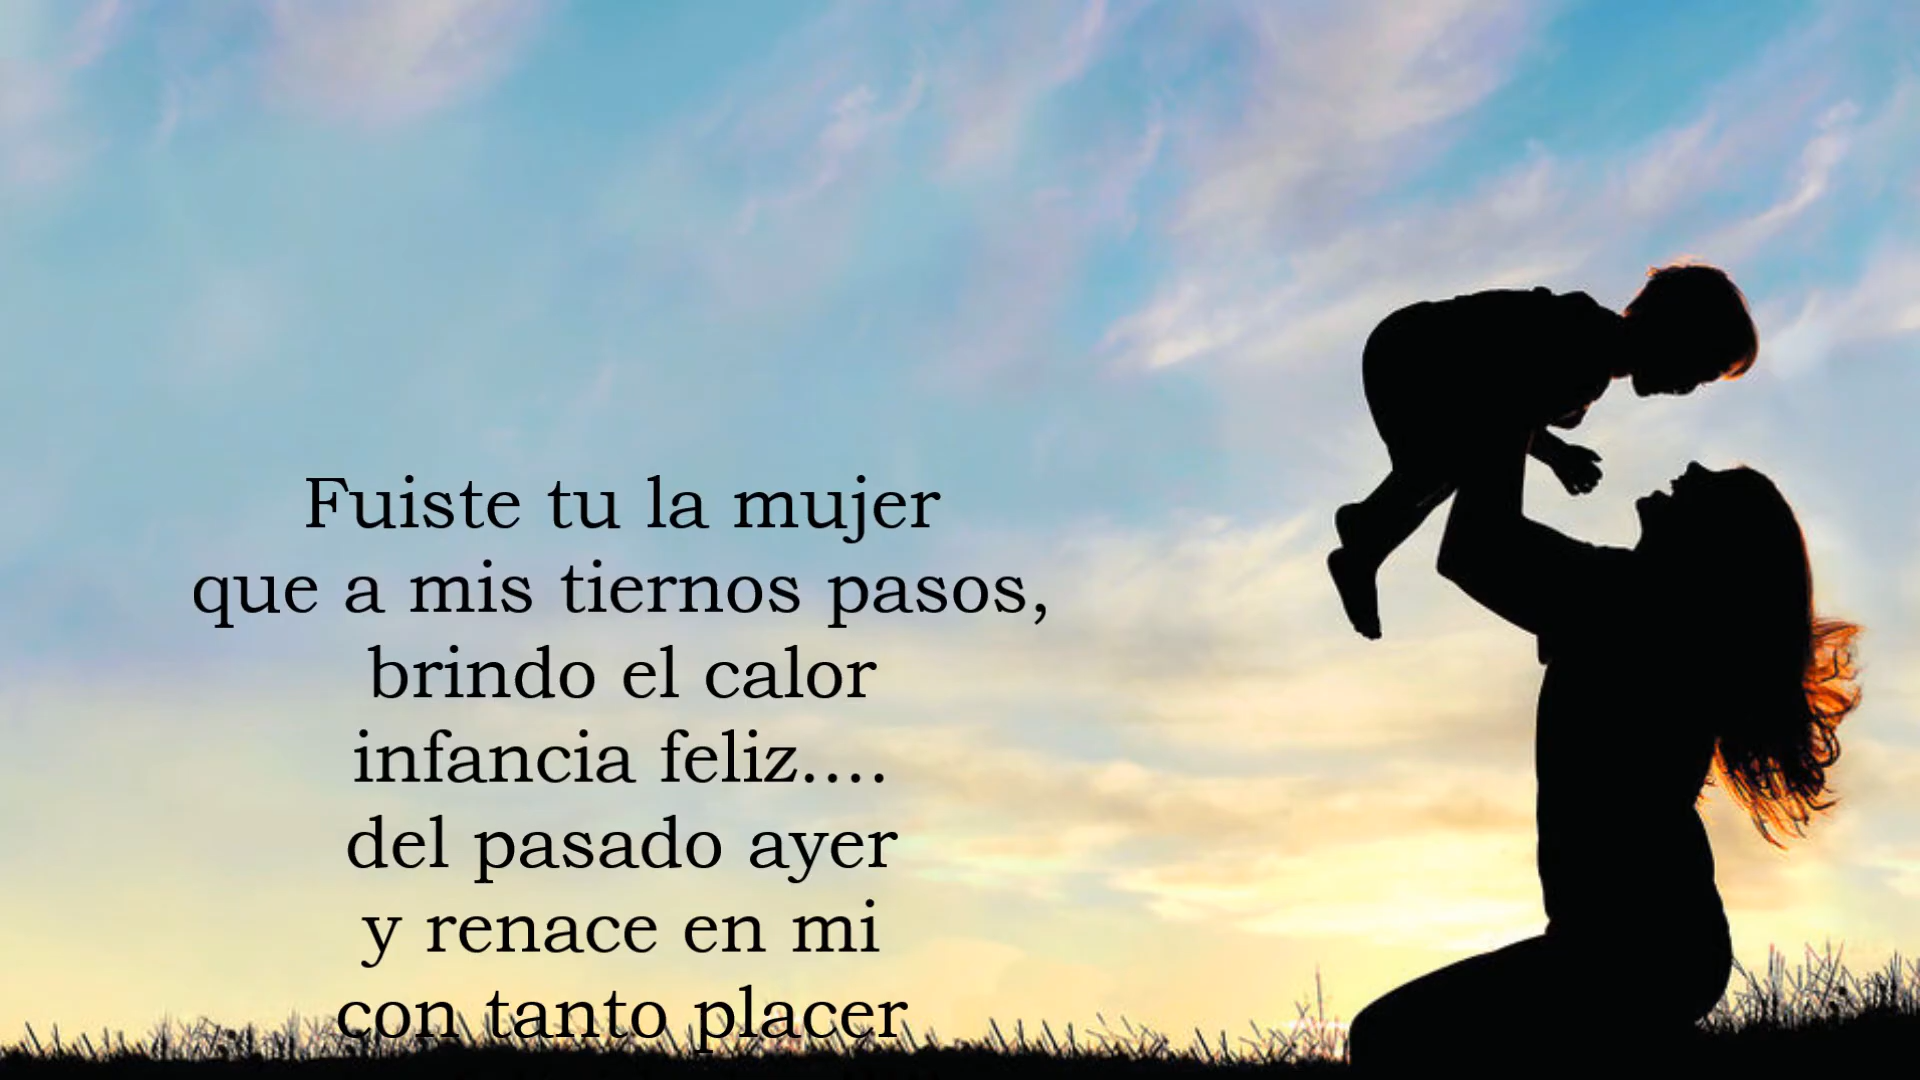 Fuiste tu la mujer
que a mis tiernos pasos,
brindo el calor
infancia feliz....
del pasado ayer
y renace en mi
con tanto placer